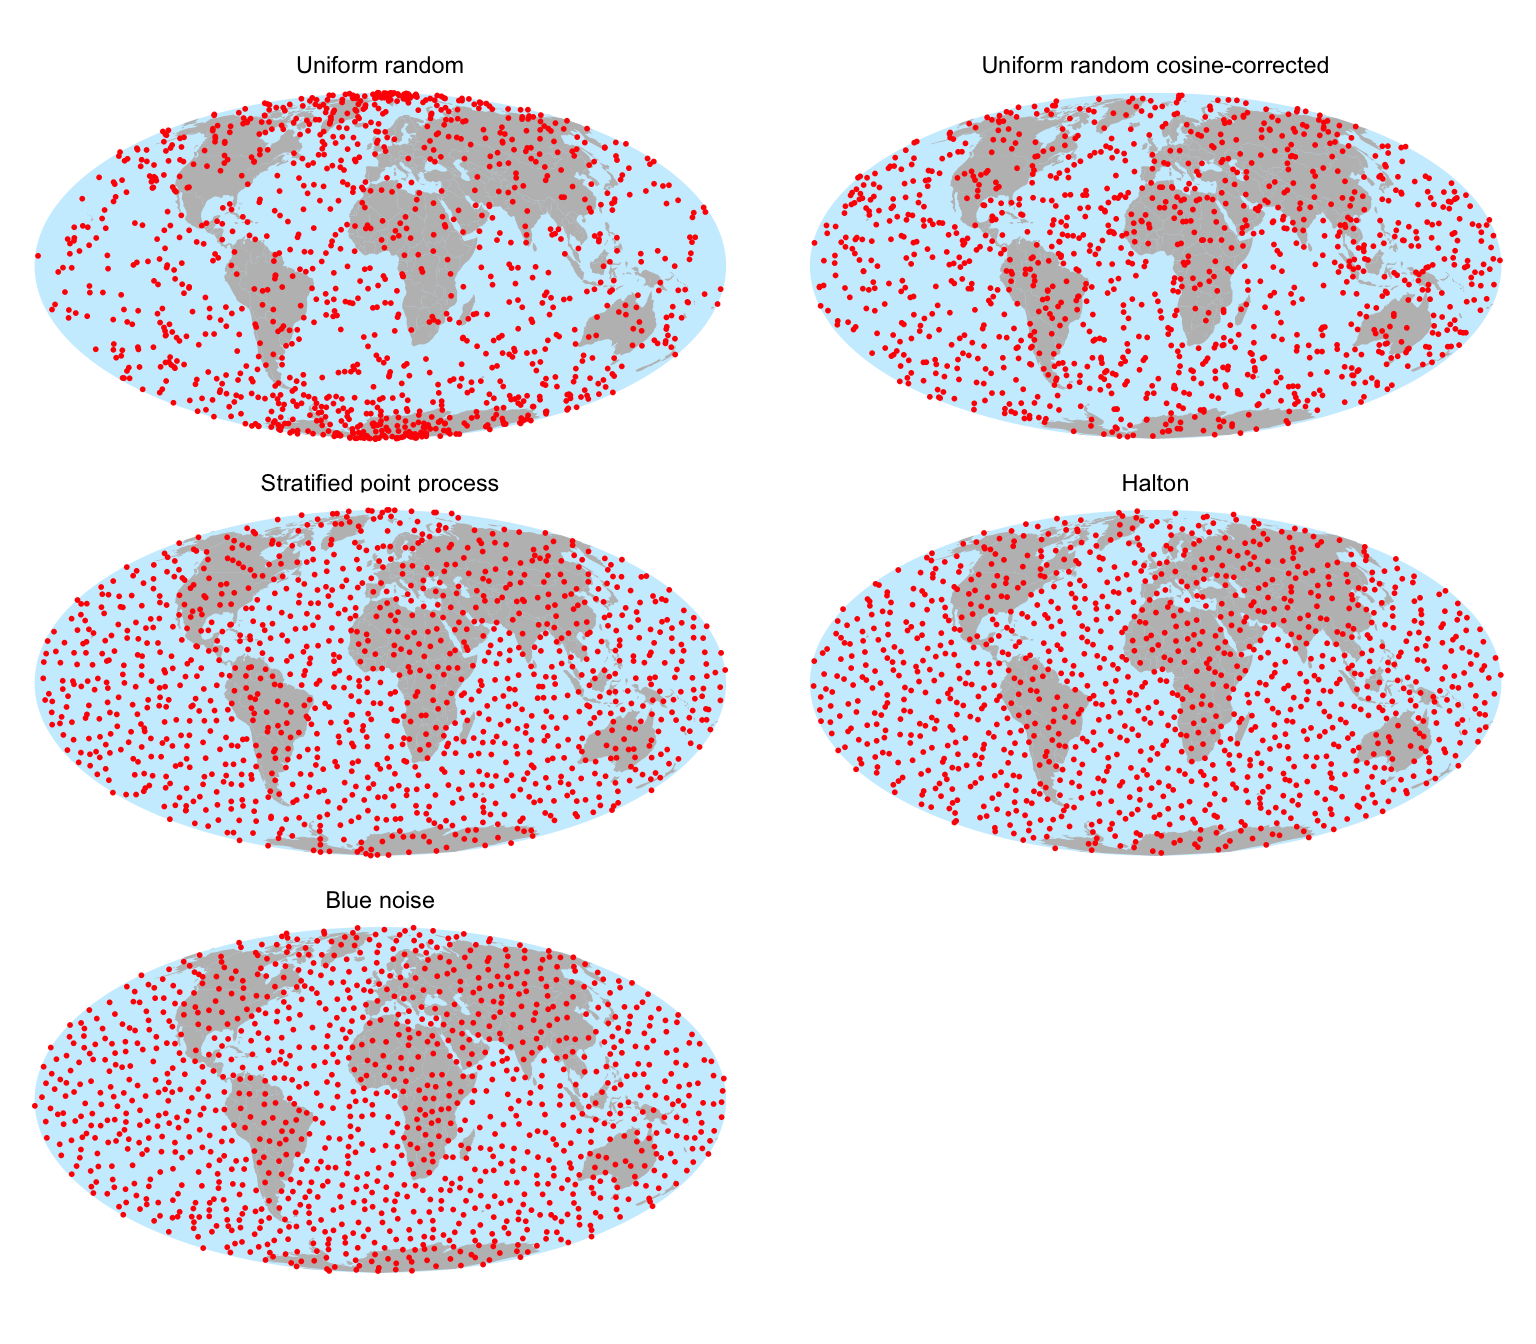 Uniform random
Uniform random cosine-corrected
Stratified point process
Halton
Blue noise